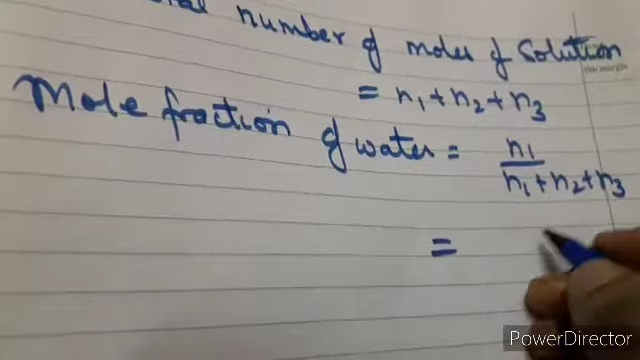 number of moles of solution
= n₁ + n₂ + n₃
Mole fraction of water = n₁ / n₁ + n₂ + n₃
=
PowerDirector